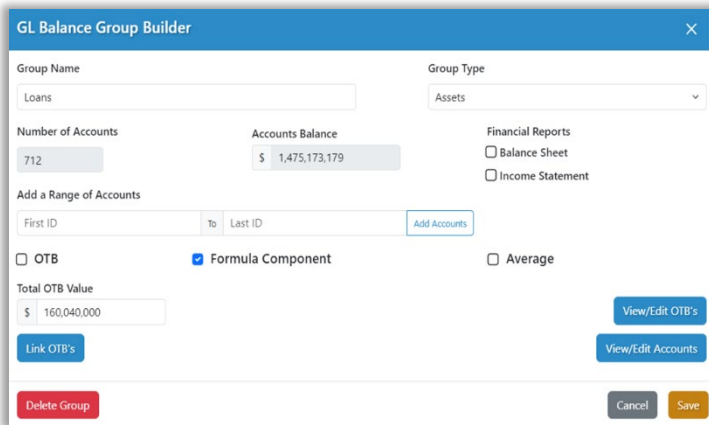 GL Balance Group Builder
Group Name
Group Type
Loans
Assets
Number of Accounts
Accounts Balance
Financial Reports
712
$ 1,475,173,179
Balance Sheet
Income Statement
Add a Range of Accounts
First ID To Last ID Add Accounts
OTB
Formula Component
Average
Total OTB Value
$ 160,040,000
View/Edit OTB's
Link OTB's
View/Edit Accounts
Delete Group
Cancel
Save